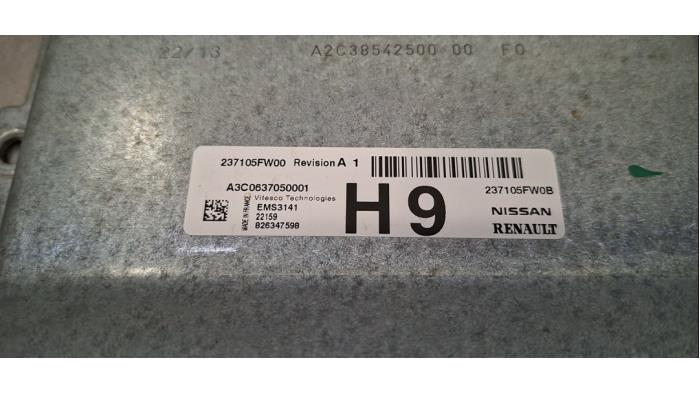 22/13 A2C38542500 00 F0
237105FW00 Revision A 1
A3C0637050001 237105FW0B
Vitesco Technologies
MADE IN FRANCE
EMS3141
22159
826347598
H9
NISSAN
RENAULT